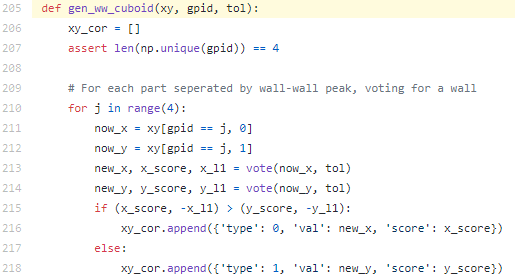 205 def gen_ww_cuboid(xy, gpid, tol):
206     xy_cor = []
207     assert len(np.unique(gpid)) == 4
208
209     # For each part seperated by wall-wall peak, voting for a wall
210     for j in range(4):
211         now_x = xy[gpid == j, 0]
212         now_y = xy[gpid == j, 1]
213         new_x, x_score, x_l1 = vote(now_x, tol)
214         new_y, y_score, y_l1 = vote(now_y, tol)
215         if (x_score, -x_l1) > (y_score, -y_l1):
216             xy_cor.append({'type': 0, 'val': new_x, 'score': x_score})
217         else:
218             xy_cor.append({'type': 1, 'val': new_y, 'score': y_score})